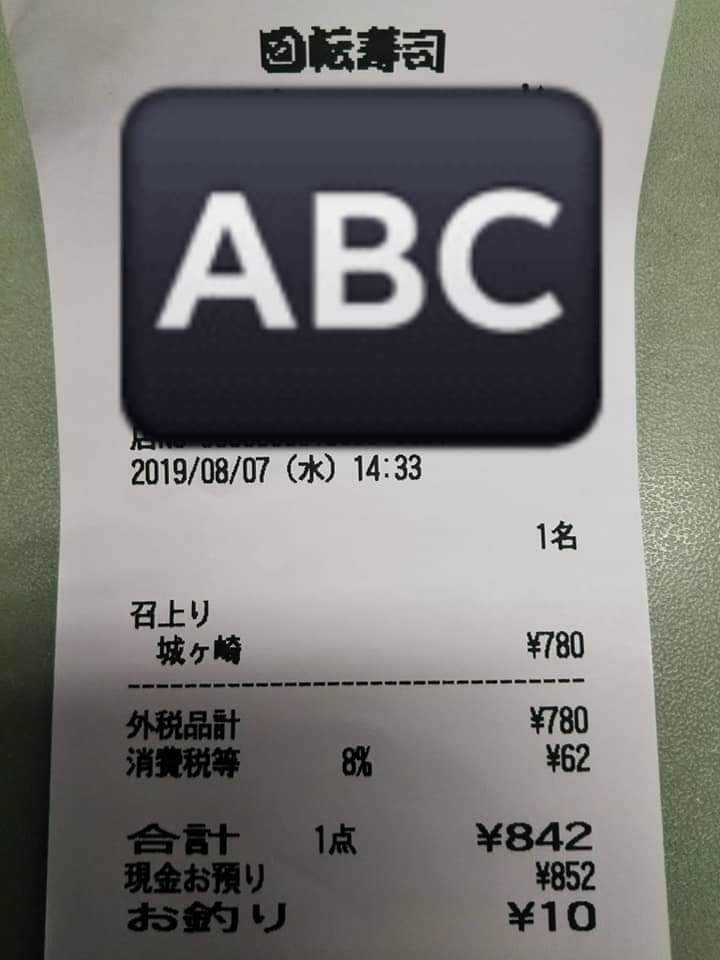 回転寿司
ABC
2019/08/07（水）14:33
1名
召上り
城ヶ崎 ¥780
外税品計 ¥780
消費税等 8% ¥62
合計 1点 ¥842
現金お預り ¥852
お釣り ¥10